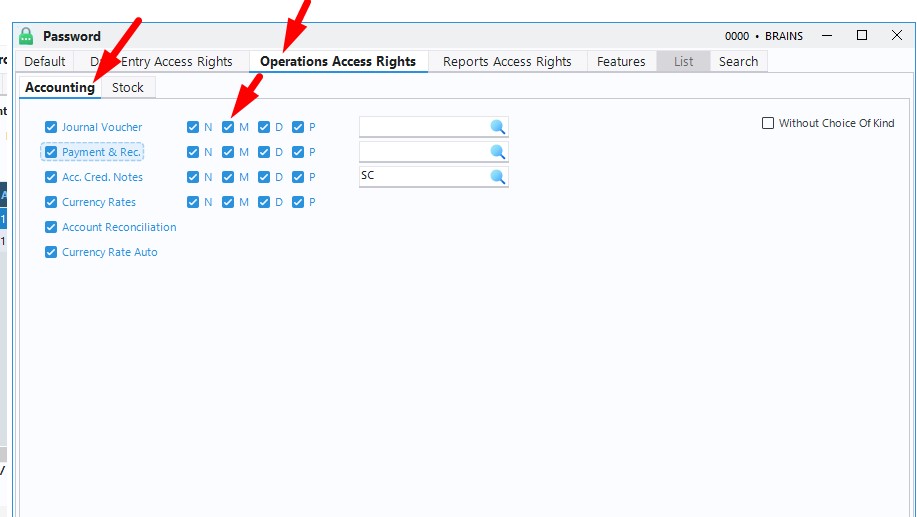 Password 0000 • BRAINS
Default Entry Access Rights Operations Access Rights Reports Access Rights Features List Search
Accounting Stock
Journal Voucher N M D P Without Choice Of Kind
Payment & Rec. N M D P
Acc. Cred. Notes N M D P SC
Currency Rates N M D P
Account Reconciliation
Currency Rate Auto